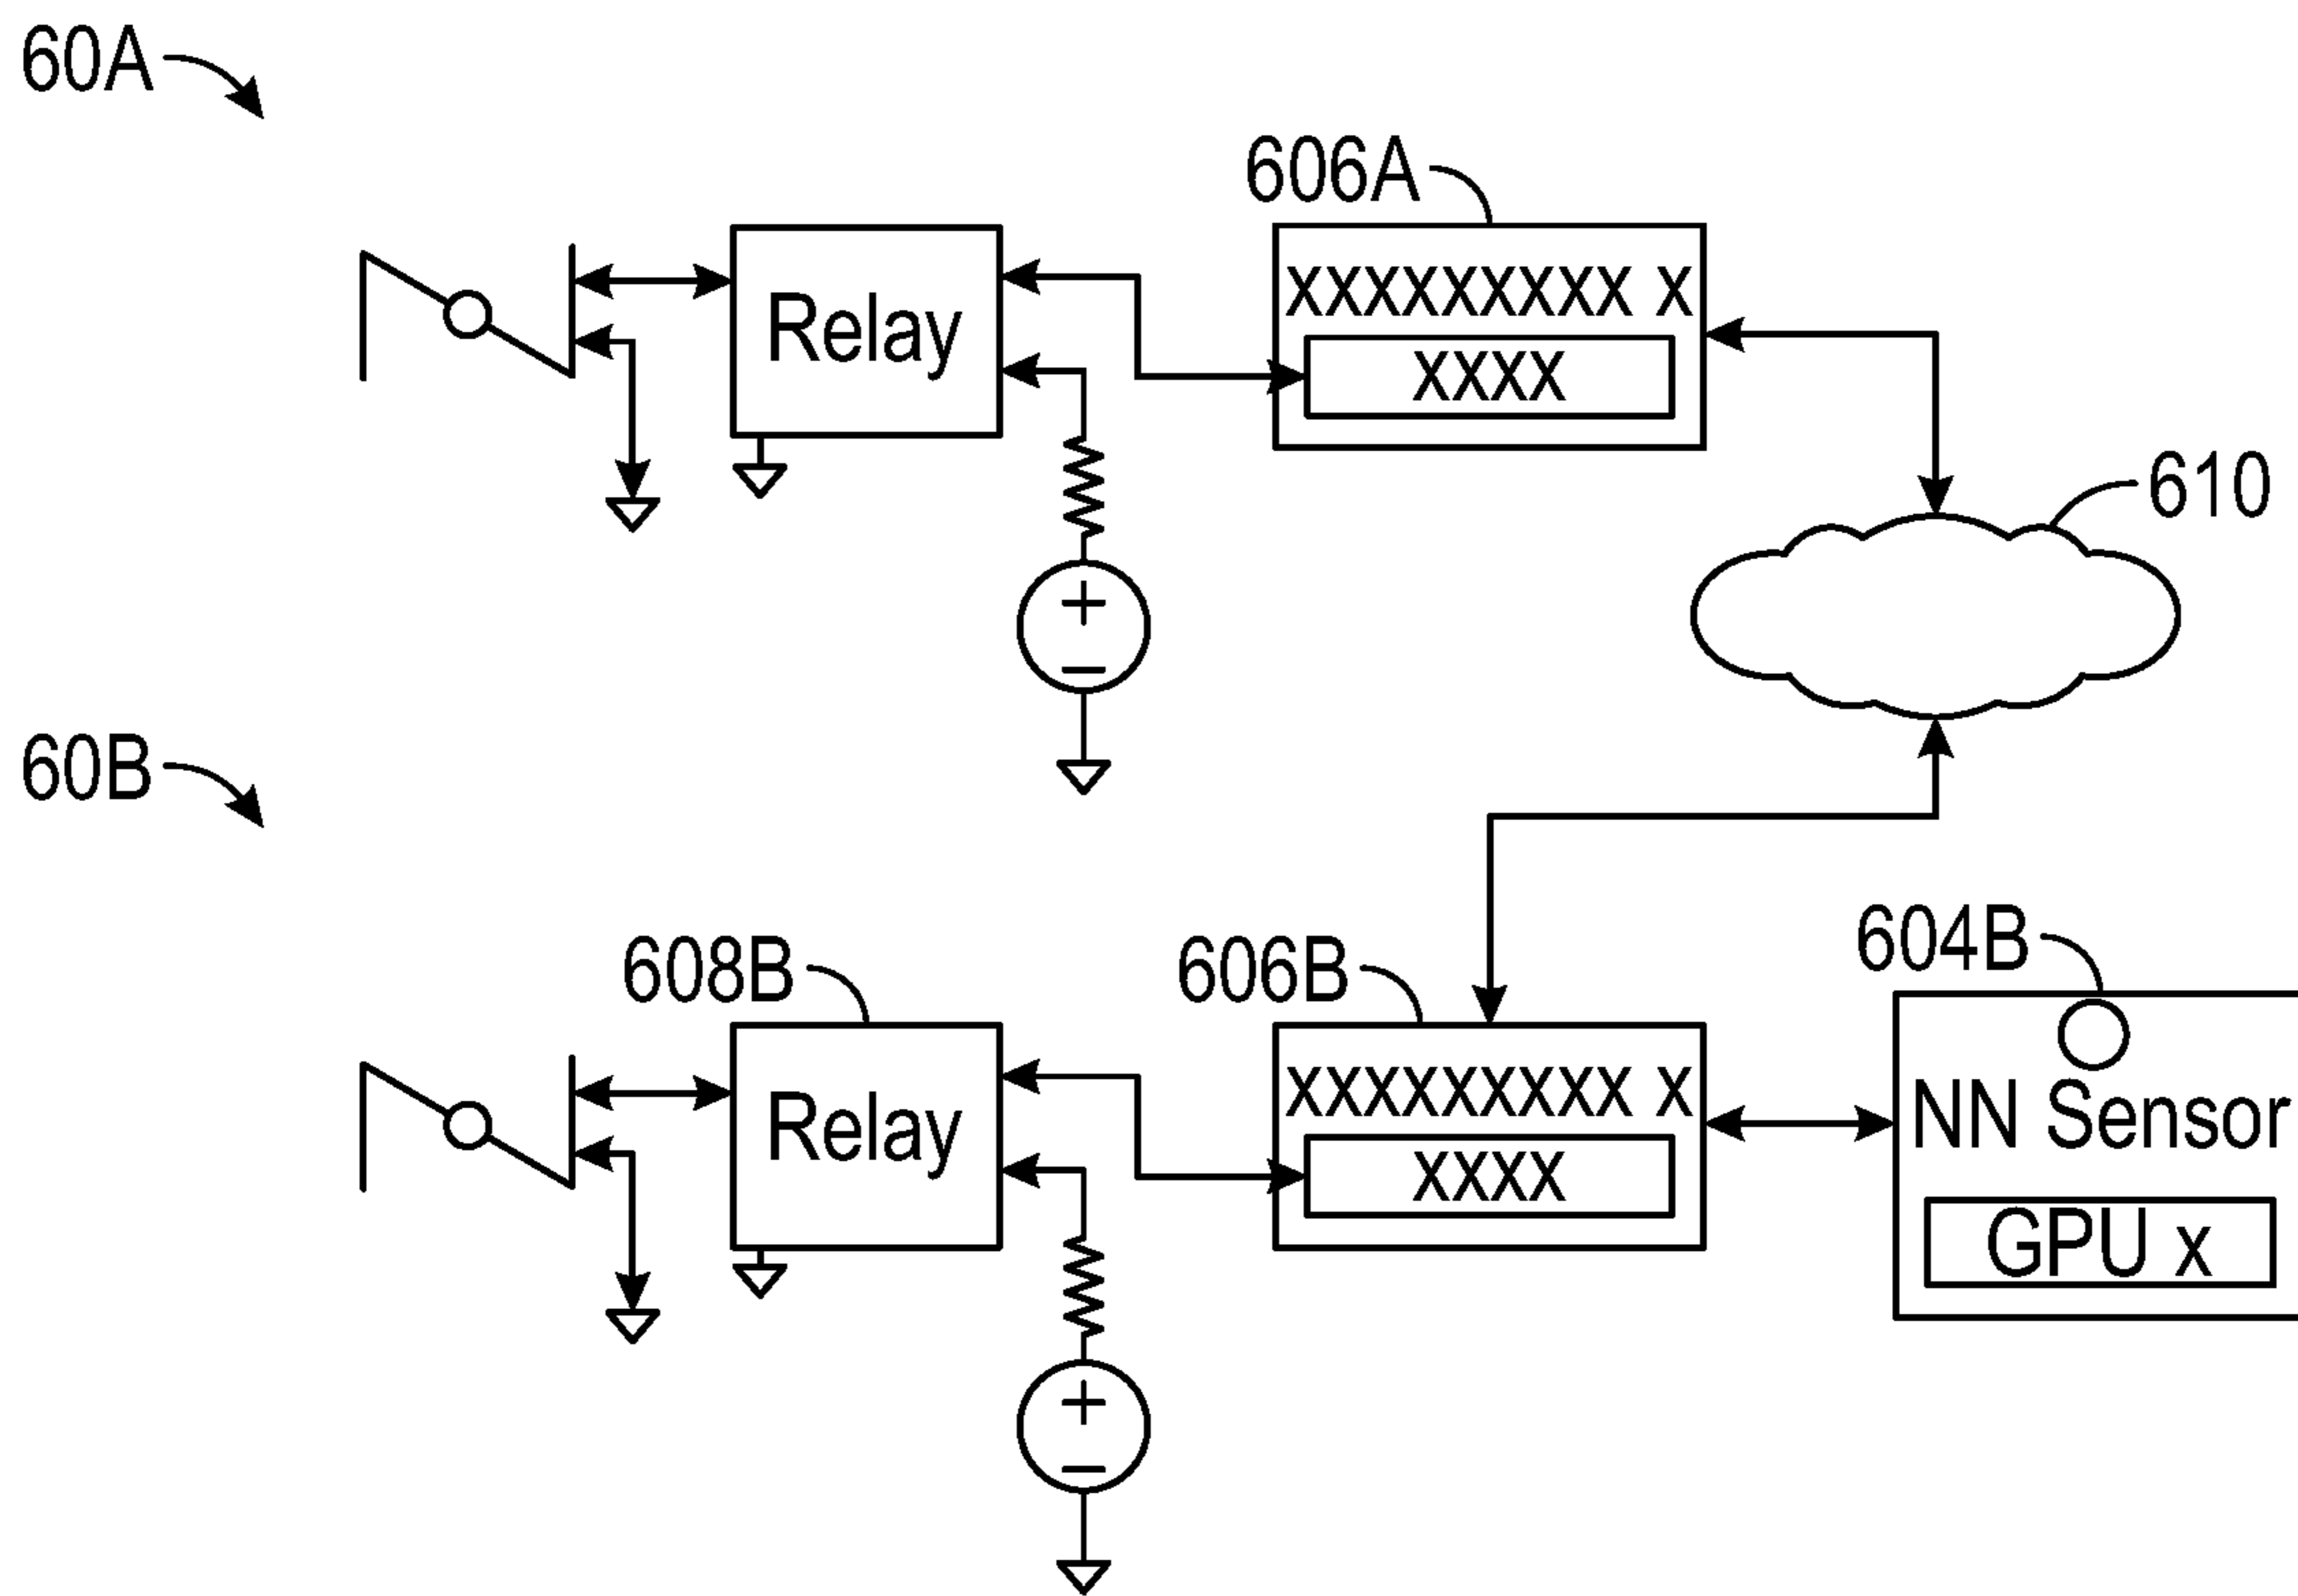 60A
606A
Relay
xxxxxxxxx x
xxxx
610
+
−
60B
608B
606B
604B
Relay
xxxxxxxxx x
xxxx
NN Sensor
GPU x
+
−